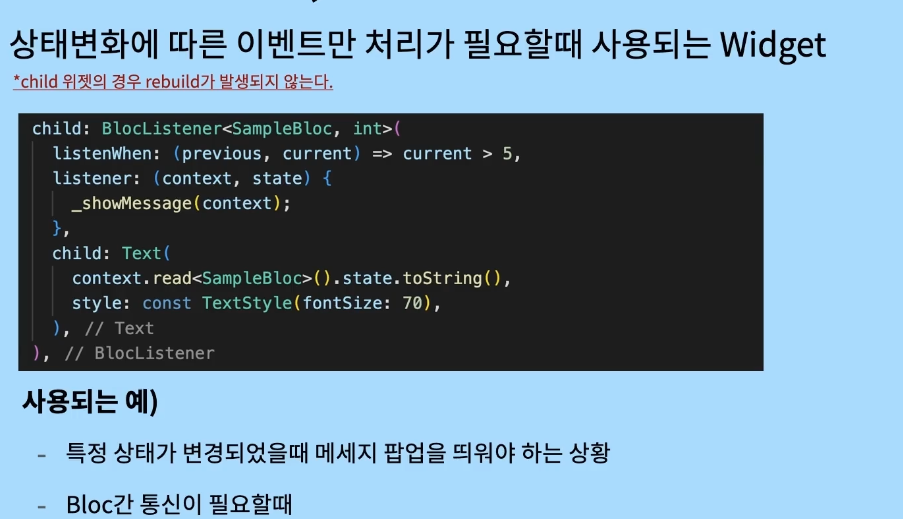 상태변화에 따른 이벤트만 처리가 필요할때 사용되는 Widget
*child 위젯의 경우 rebuild가 발생되지 않는다.
child: BlocListener<SampleBloc, int>(
listenWhen: (previous, current) => current > 5,
listener: (context, state) {
_showMessage(context);
},
child: Text(
context.read<SampleBloc>().state.toString(),
style: const TextStyle(fontSize: 70),
), // Text
), // BlocListener
사용되는 예)
- 특정 상태가 변경되었을때 메세지 팝업을 띄워야 하는 상황
- Bloc간 통신이 필요할때